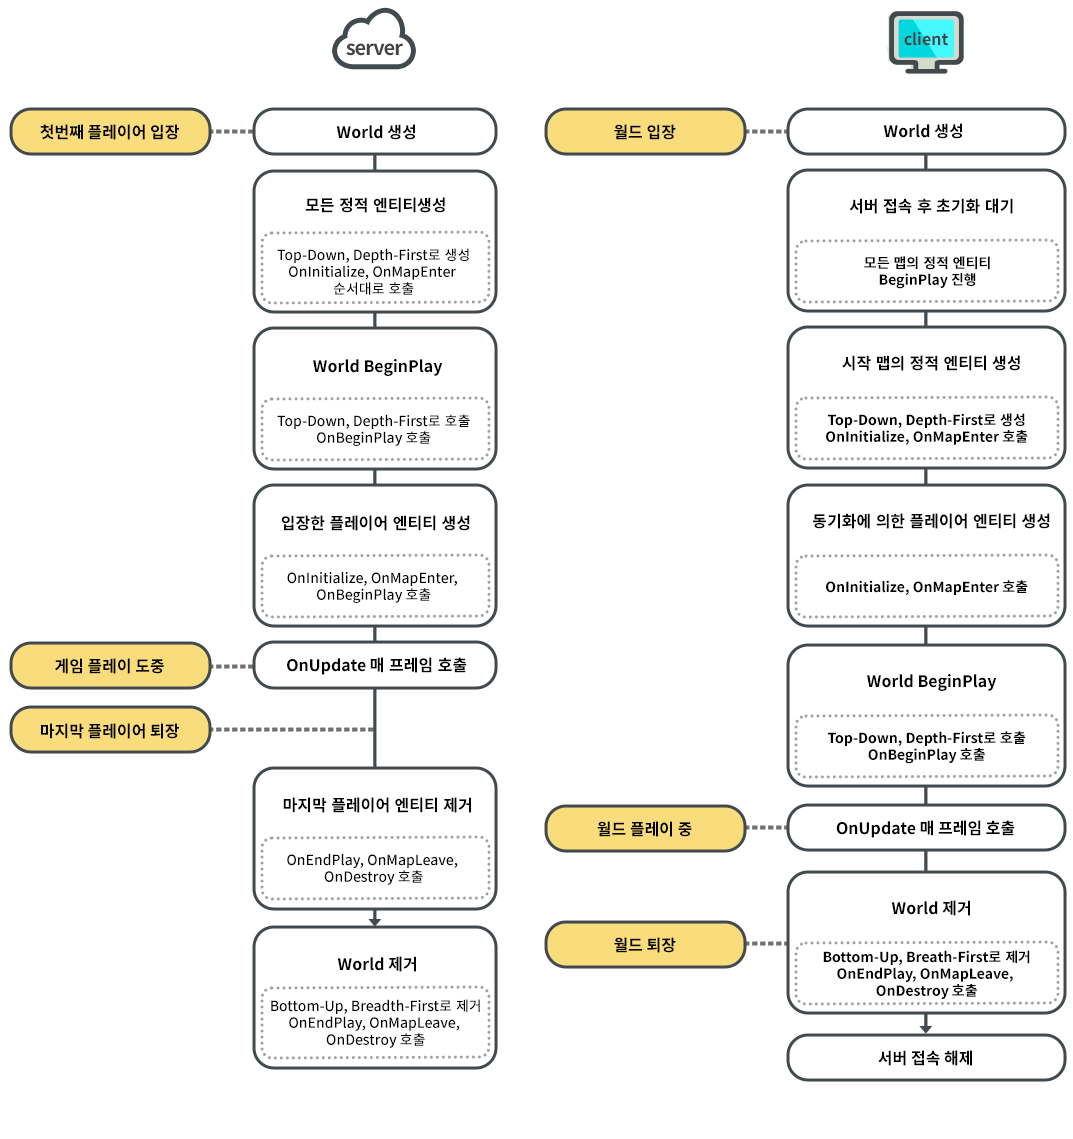 server
첫번째 플레이어 입장
World 생성
모든 정적 엔티티생성
Top-Down, Depth-First로 생성
OnInitialize, OnMapEnter
순서대로 호출
World BeginPlay
Top-Down, Depth-First로 호출
OnBeginPlay 호출
입장한 플레이어 엔티티 생성
OnInitialize, OnMapEnter,
OnBeginPlay 호출
게임 플레이 도중
OnUpdate 매 프레임 호출
마지막 플레이어 퇴장
마지막 플레이어 엔티티 제거
OnEndPlay, OnMapLeave,
OnDestroy 호출
World 제거
Bottom-Up, Breadth-First로 제거
OnEndPlay, OnMapLeave,
OnDestroy 호출
client
월드 입장
World 생성
서버 접속 후 초기화 대기
모든 맵의 정적 엔티티
BeginPlay 진행
시작 맵의 정적 엔티티 생성
Top-Down, Depth-First로 생성
OnInitialize, OnMapEnter 호출
동기화에 의한 플레이어 엔티티 생성
OnInitialize, OnMapEnter 호출
World BeginPlay
Top-Down, Depth-First로 호출
OnBeginPlay 호출
월드 플레이 중
OnUpdate 매 프레임 호출
월드 퇴장
World 제거
Bottom-Up, Breath-First로 제거
OnEndPlay, OnMapLeave,
OnDestroy 호출
서버 접속 해제